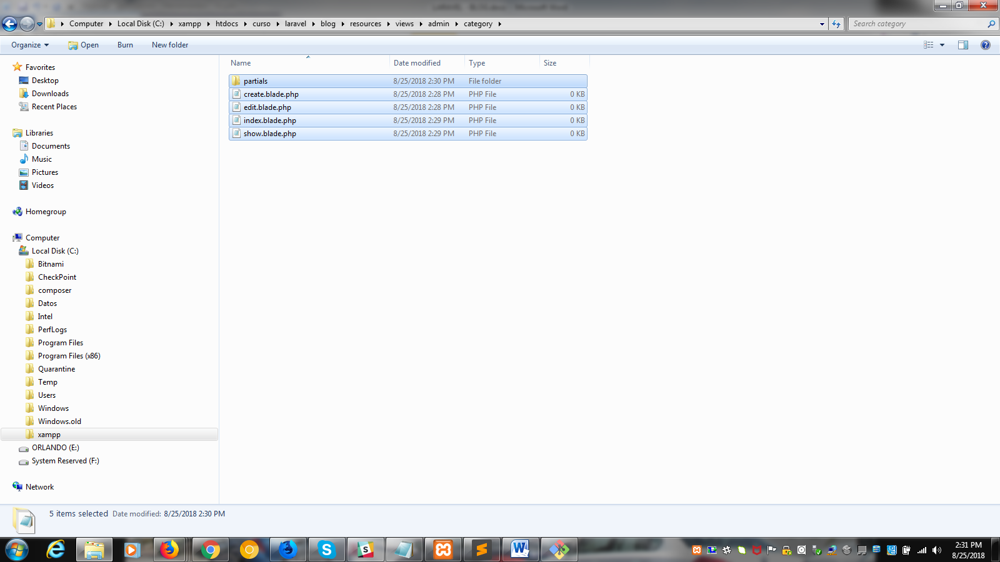 Computer Local Disk (C:) xampp htdocs curso laravel blog resources views admin category
Search category
Organize Open Burn New folder
Name Date modified Type Size
partials 8/25/2018 2:30 PM File folder
create.blade.php 8/25/2018 2:28 PM PHP File 0 KB
edit.blade.php 8/25/2018 2:28 PM PHP File 0 KB
index.blade.php 8/25/2018 2:29 PM PHP File 0 KB
show.blade.php 8/25/2018 2:29 PM PHP File 0 KB
Favorites
Desktop
Downloads
Recent Places
Libraries
Documents
Music
Pictures
Videos
Homegroup
Computer
Local Disk (C:)
Bitnami
CheckPoint
composer
Datos
Intel
PerfLogs
Program Files
Program Files (x86)
Quarantine
Temp
Users
Windows
Windows.old
xampp
ORLANDO (E:)
System Reserved (F:)
Network
5 items selected Date modified: 8/25/2018 2:30 PM
2:31 PM
8/25/2018